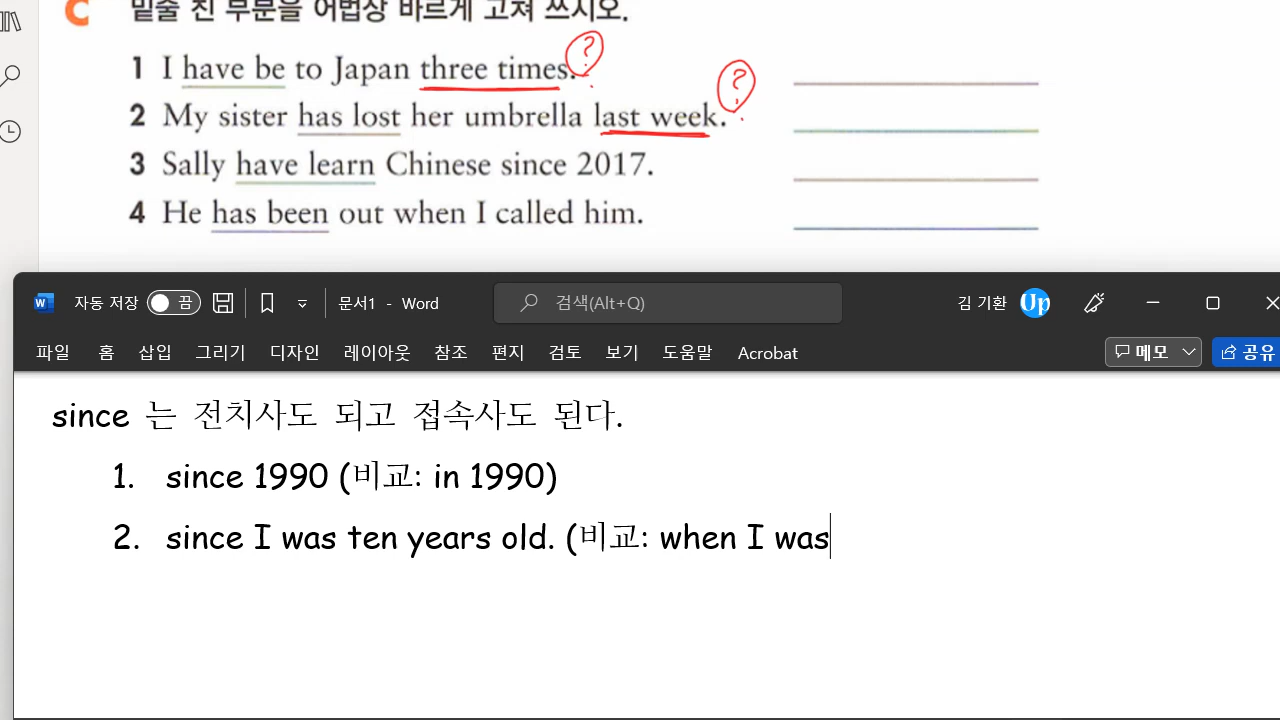 C 밑줄 친 부분을 어법상 바르게 고쳐 쓰시오.
1 I have be to Japan three times. ?
2 My sister has lost her umbrella last week. ?
3 Sally have learn Chinese since 2017.
4 He has been out when I called him.
자동 저장 끔 문서1 - Word 검색(Alt+Q) 김 기환 Up
파일 홈 삽입 그리기 디자인 레이아웃 참조 편지 검토 보기 도움말 Acrobat 메모 공유
since 는 전치사도 되고 접속사도 된다.
1. since 1990 (비교: in 1990)
2. since I was ten years old. (비교: when I was